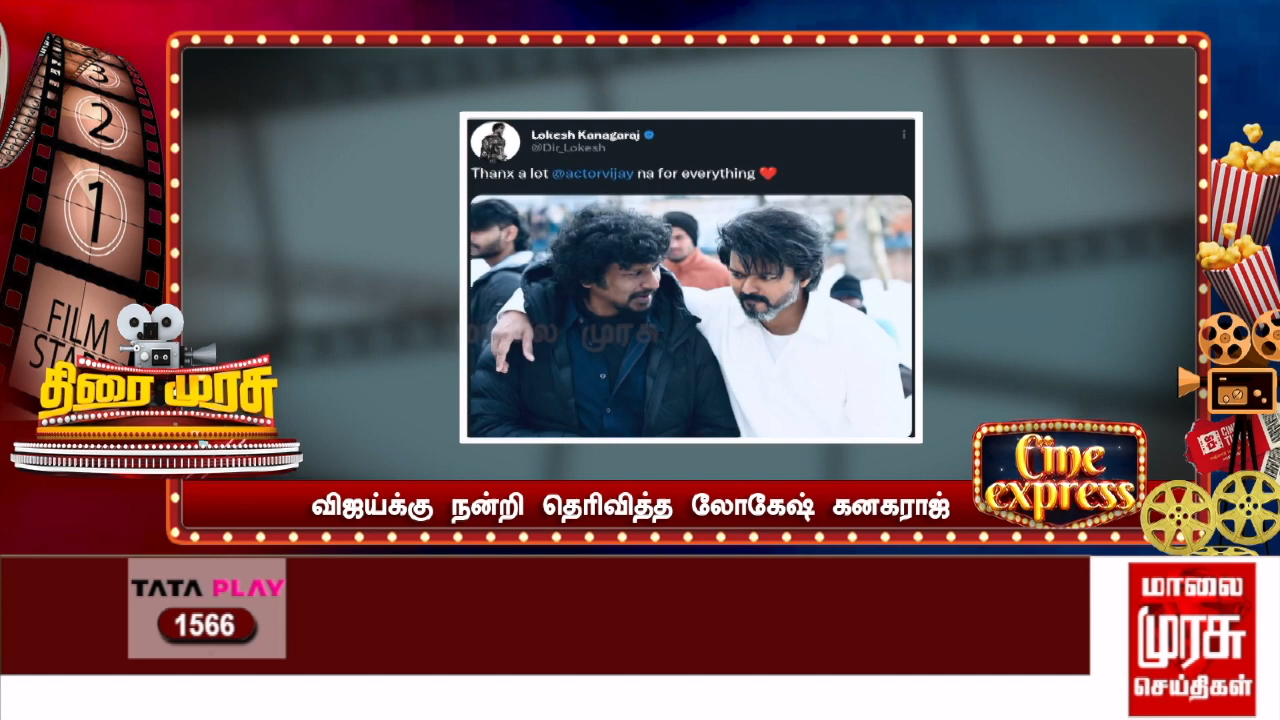 3
2
1
FILM
திரை முரசு
Lokesh Kanagaraj
@Dir_Lokesh
Thanx a lot @actorvijay na for everything ❤️
மாலை முரசு
விஜய்க்கு நன்றி தெரிவித்த லோகேஷ் கனகராஜ்
Cine
express
TATA PLAY
1566
மாலை
முரசு
செய்திகள்